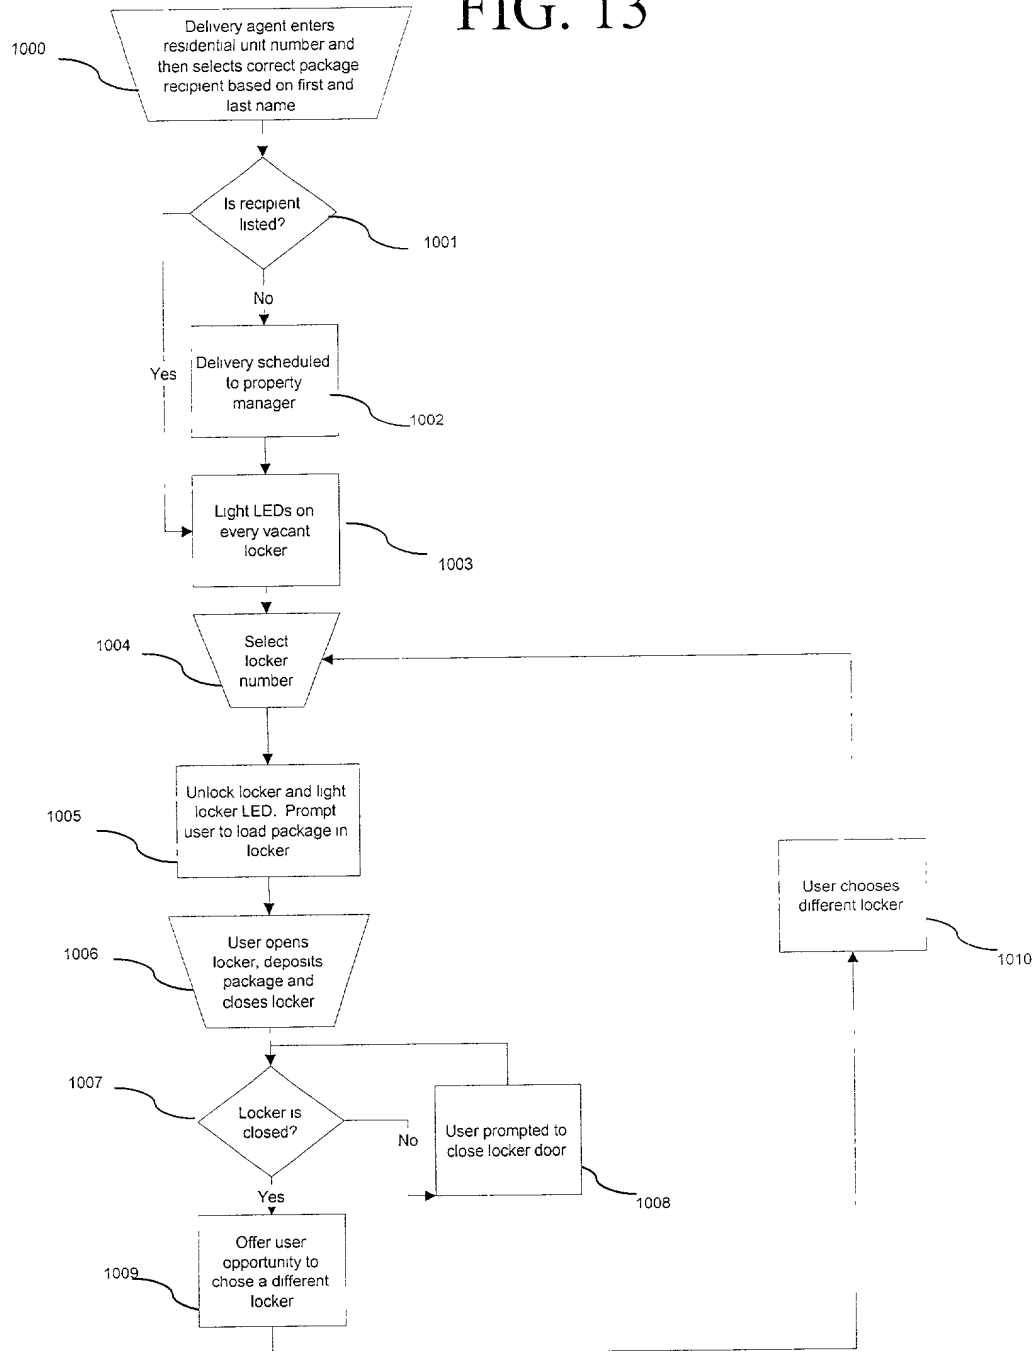 FIG. 13
Delivery agent enters
residential unit number and
then selects correct package
recipient based on first and
last name
1000
Is recipient
listed?
1001
No
Yes
Delivery scheduled
to property
manager
1002
Light LEDs on
every vacant
locker
1003
Select
locker
number
1004
Unlock locker and light
locker LED. Prompt
user to load package in
locker
1005
User chooses
different locker
1010
User opens
locker, deposits
package and
closes locker
1006
Locker is
closed?
1007
No
User prompted to
close locker door
1008
Yes
Offer user
opportunity to
chose a different
locker
1009